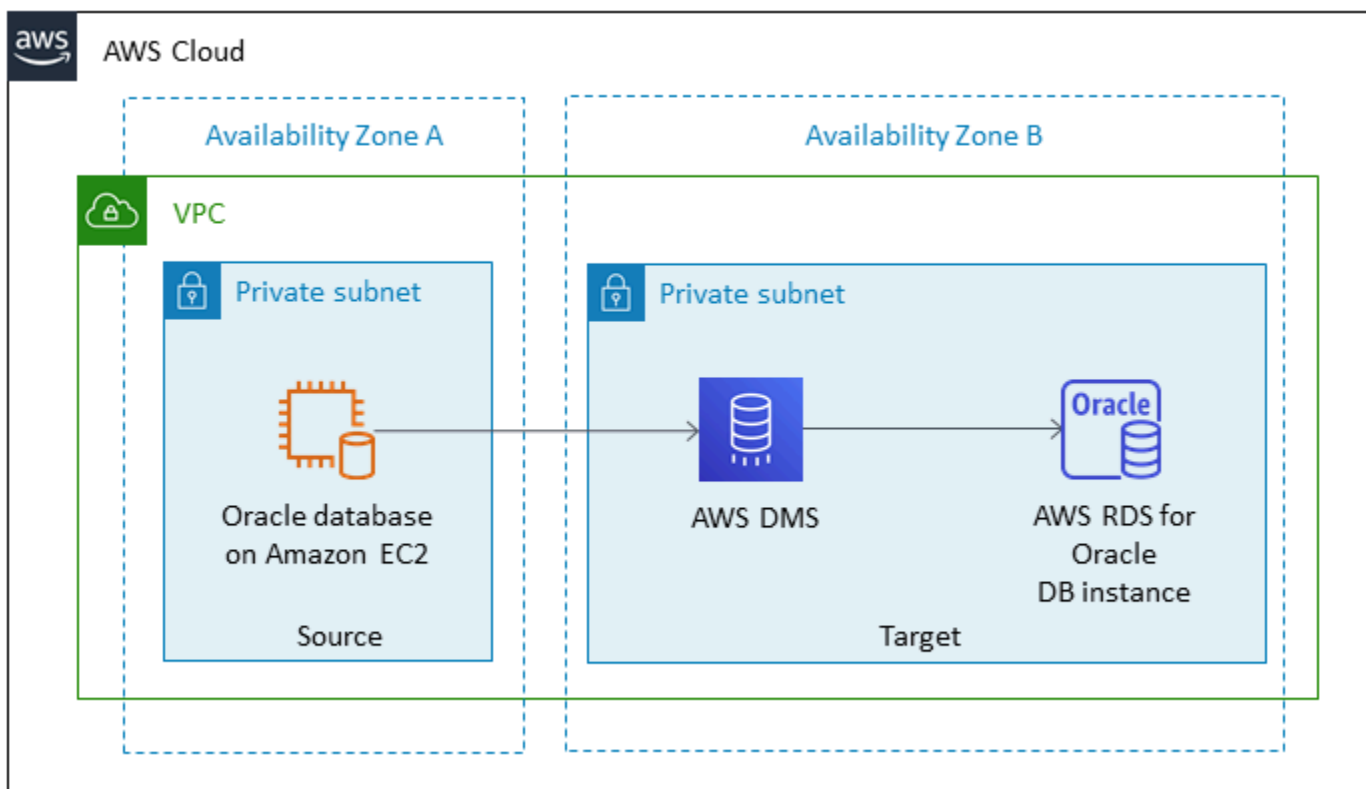 aws
AWS Cloud
Availability Zone A
Availability Zone B
VPC
Private subnet
Private subnet
Oracle
Oracle database
on Amazon EC2
AWS DMS
AWS RDS for
Oracle
DB instance
Source
Target